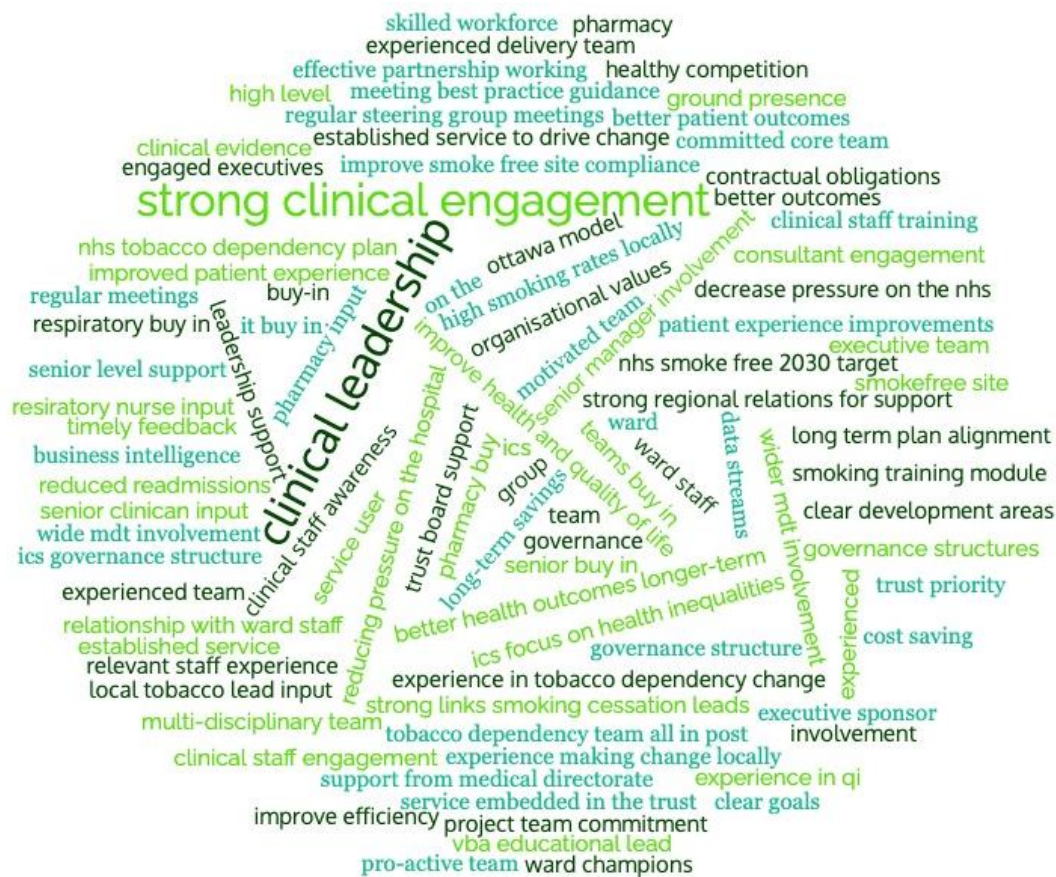 skilled workforce
pharmacy
experienced delivery team
effective partnership working
healthy competition
high level
meeting best practice guidance
ground presence
regular steering group meetings
better patient outcomes
clinical evidence
established service to drive change
committed core team
engaged executives
improve smoke free site compliance
contractual obligations
strong clinical engagement
better outcomes
clinical staff training
nhs tobacco dependency plan
ottawa model
consultant engagement
improved patient experience
on the
high smoking rates locally
senior manager involvement
buy-in
organisational values
decrease pressure on the nhs
regular meetings
respiratory buy in
leadership support
it buy in
pharmacy input
clinical leadership
improve health and quality of life
motivated team
patient experience improvements
executive team
nhs smoke free 2030 target
smokefree site
senior level support
strong regional relations for support
resiratory nurse input
timely feedback
ward
ward staff
data streams
wider mdt involvement
long term plan alignment
business intelligence
clinical staff awareness
service user
reducing pressure on the hospital
trust board support
pharmacy buy
ics
group
long-term savings
teams buy in
smoking training module
reduced readmissions
senior clinican input
team
clear development areas
wide mdt involvement
governance
ics governance structure
senior buy in
governance structures
experienced team
better health outcomes longer-term
experienced
trust priority
relationship with ward staff
ics focus on health inequalities
established service
governance structure
cost saving
relevant staff experience
experience in tobacco dependency change
local tobacco lead input
strong links smoking cessation leads
multi-disciplinary team
executive sponsor
tobacco dependency team all in post
involvement
clinical staff engagement
experience making change locally
support from medical directorate
experience in qi
service embedded in the trust
clear goals
improve efficiency
project team commitment
vba educational lead
pro-active team
ward champions